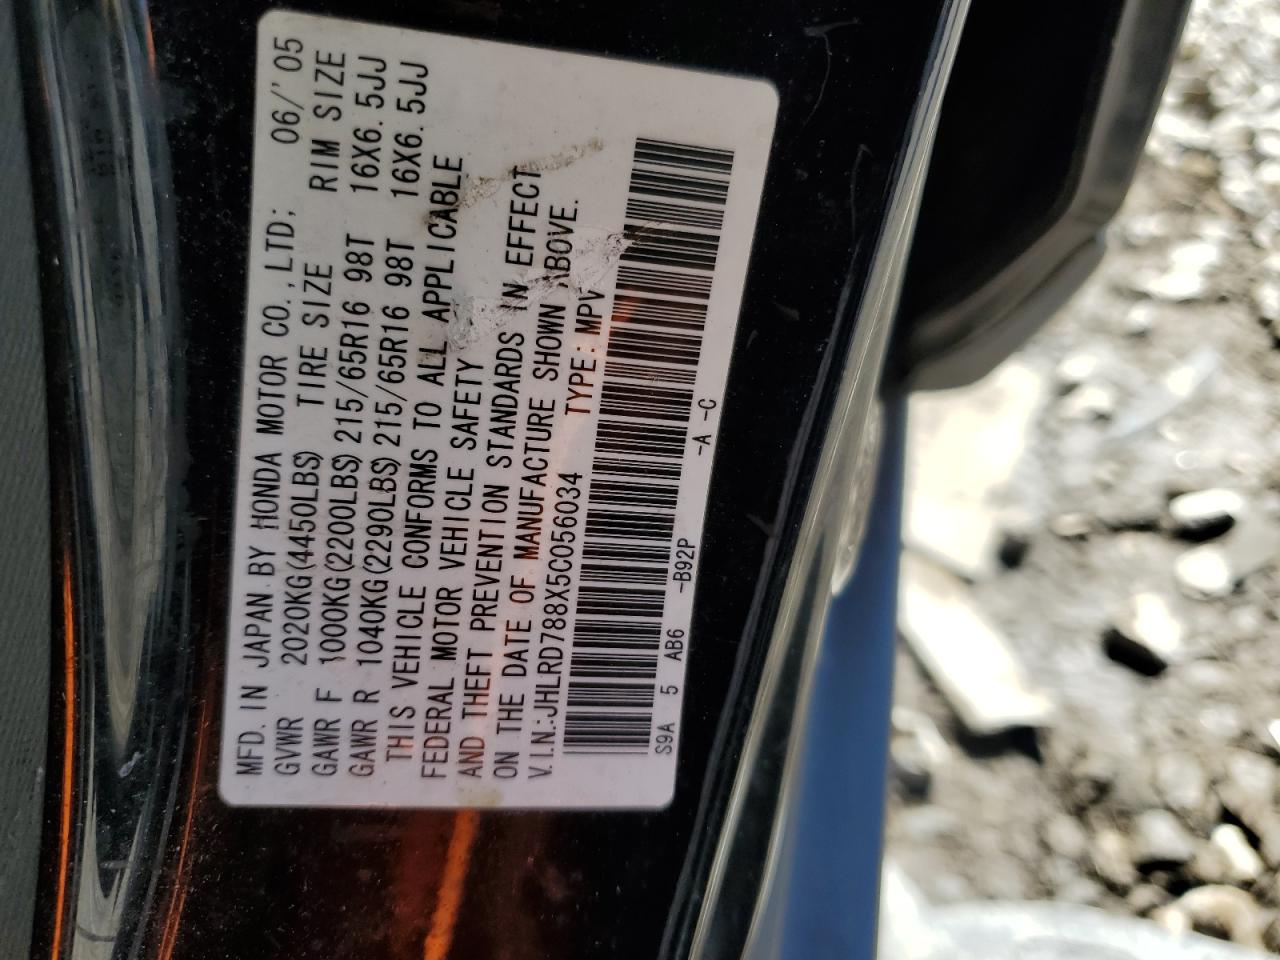 MFD. IN JAPAN BY HONDA MOTOR CO., LTD; 06/'05
GVWR 2020KG(4450LBS) TIRE SIZE RIM SIZE
GAWR F 1000KG(2200LBS) 215/65R16 98T 16X6.5JJ
GAWR R 1040KG(2290LBS) 215/65R16 98T 16X6.5JJ
THIS VEHICLE CONFORMS TO ALL APPLICABLE
FEDERAL MOTOR VEHICLE SAFETY
AND THEFT PREVENTION STANDARDS IN EFFECT
ON THE DATE OF MANUFACTURE SHOWN ABOVE.
V.I.N.:JHLRD788X5C056034 TYPE: MPV
S9A 5 AB6 -B92P -A -C